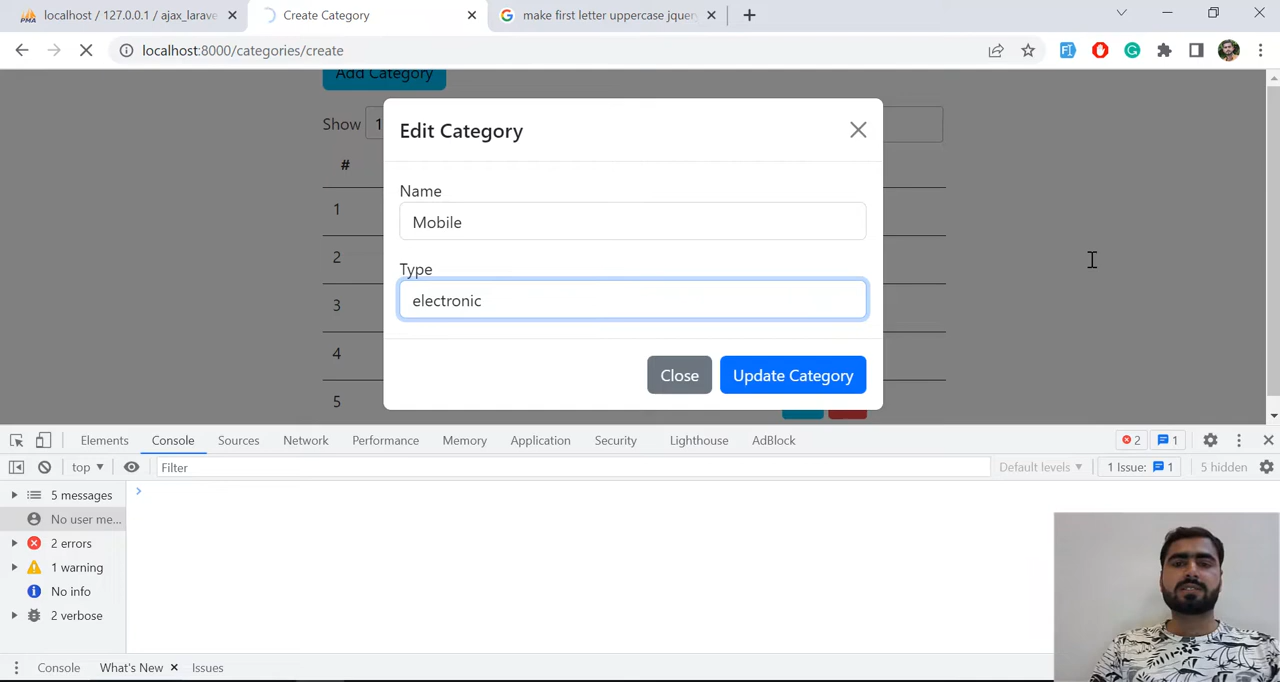 localhost / 127.0.0.1 / ajax_larave
Create Category
make first letter uppercase jquer
localhost:8000/categories/create
Add Category
Show 1
Edit Category
#
Name
1
Mobile
2
Type
3
electronic
4
Close
Update Category
5
Elements
Console
Sources
Network
Performance
Memory
Application
Security
Lighthouse
AdBlock
2
1
top
Filter
Default levels
1 Issue:
1
5 hidden
5 messages
No user me...
2 errors
1 warning
No info
2 verbose
Console
What's New
Issues